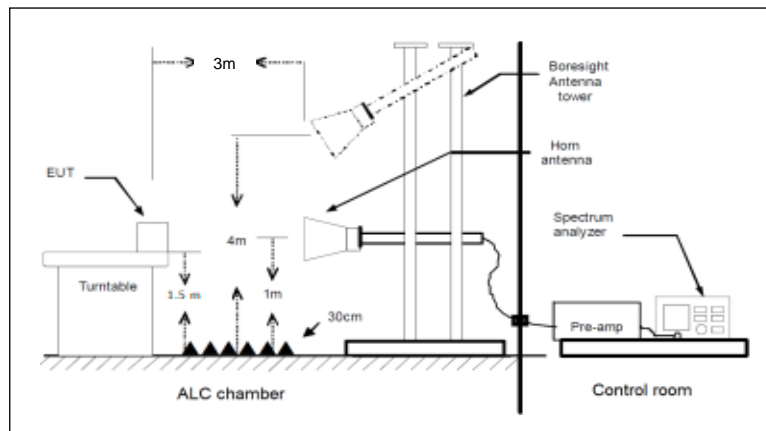 3m
Boresight
Antenna
tower
Horn
antenna
EUT
Spectrum
analyzer
4m
Turntable
1.5 m
1m
30cm
Pre-amp
ALC chamber
Control room